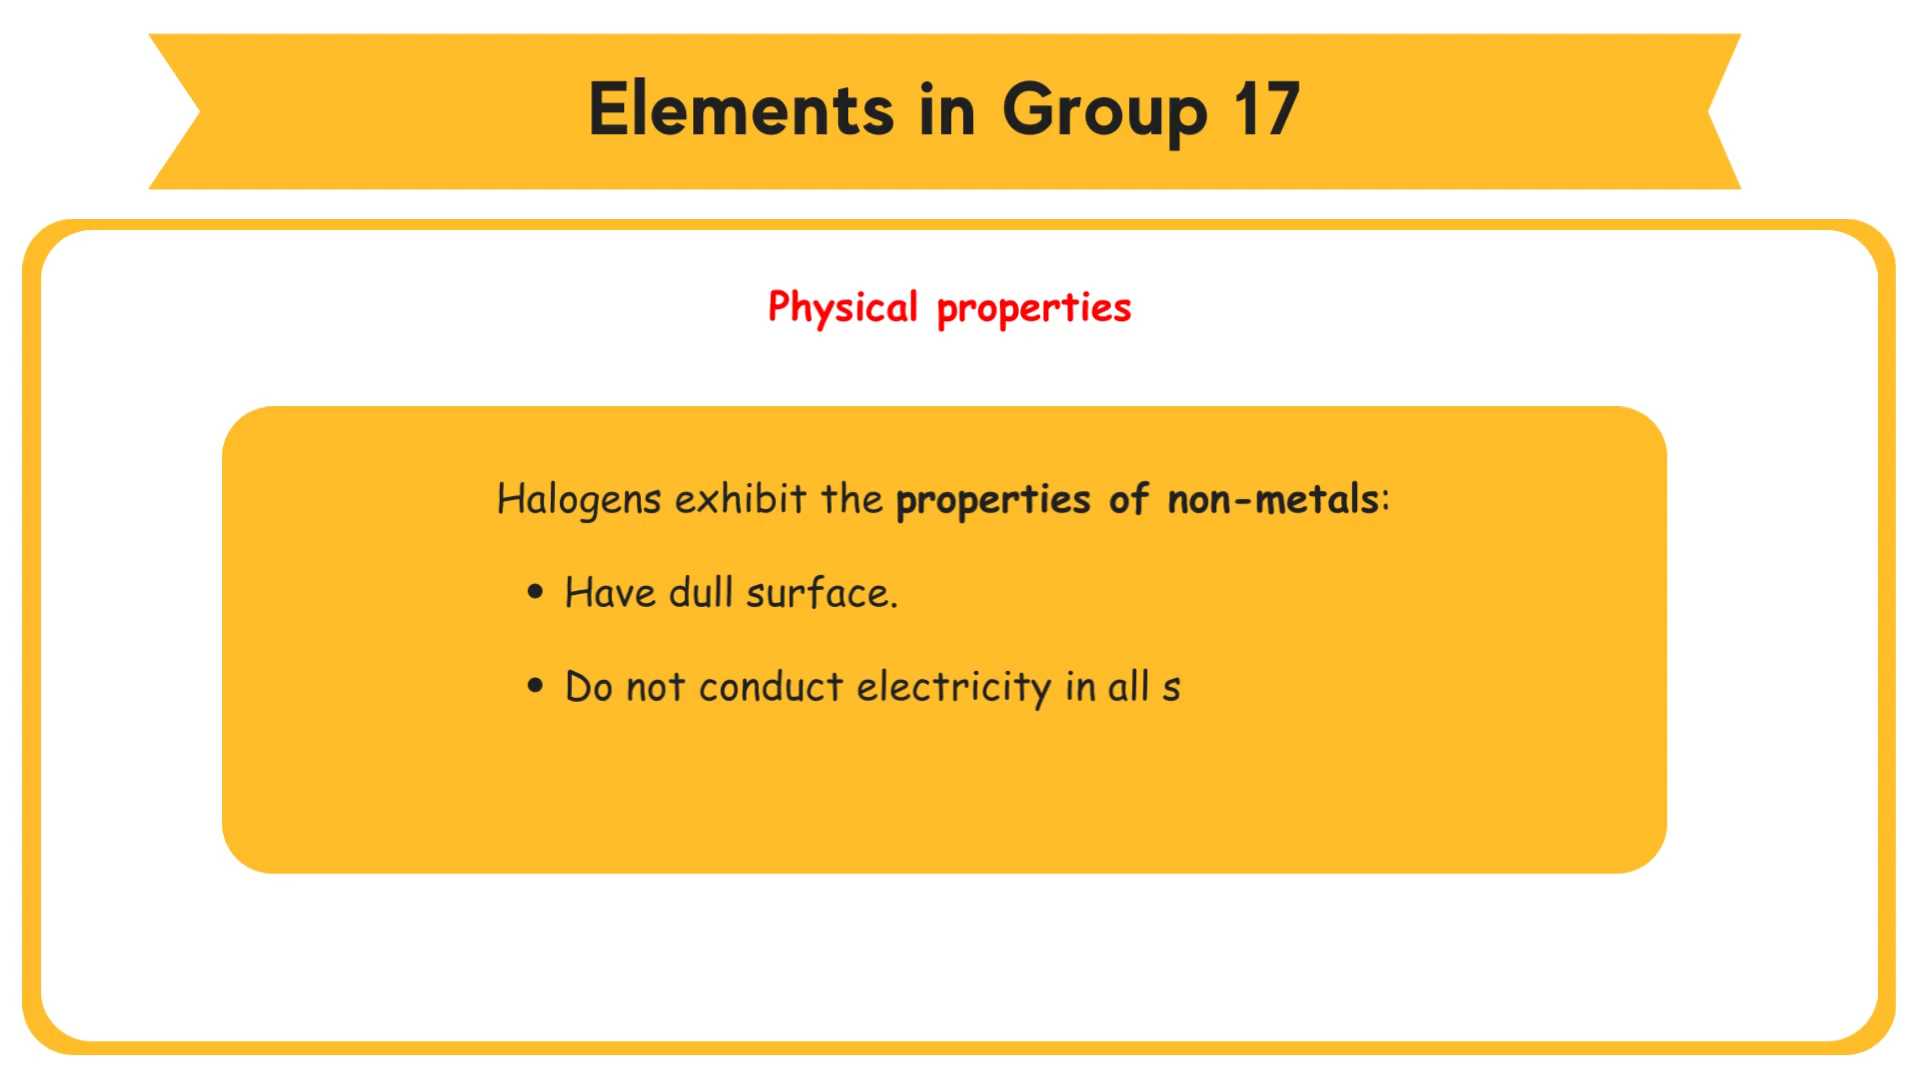 Elements in Group 17
Physical properties
Halogens exhibit the properties of non-metals:
• Have dull surface.
• Do not conduct electricity in all s